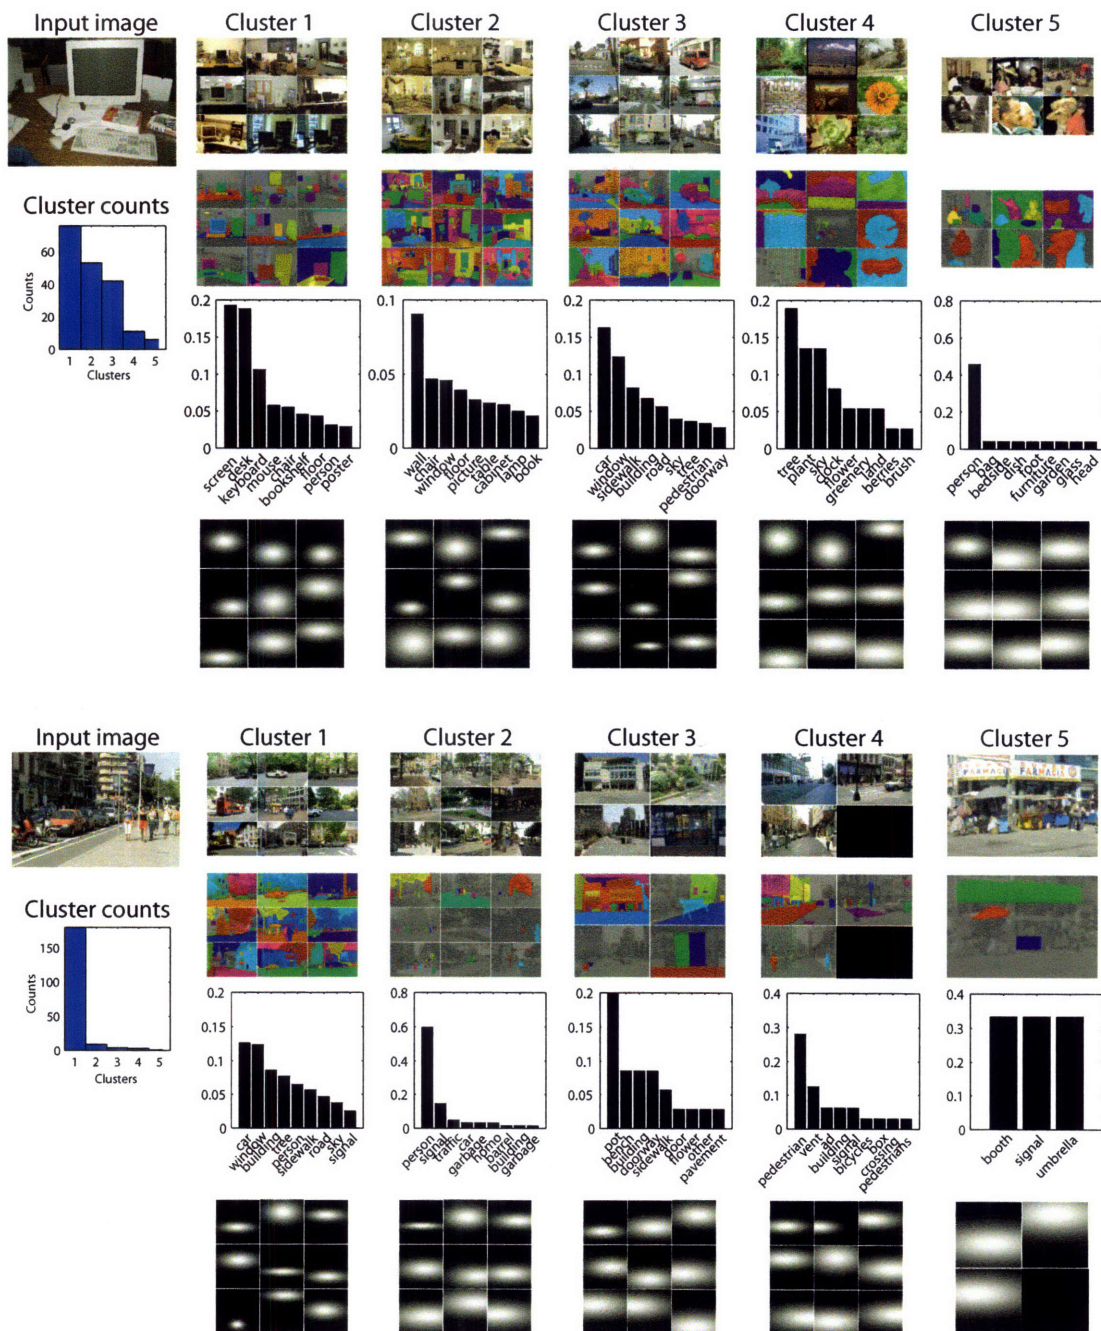 Input image
Cluster 1
Cluster 2
Cluster 3
Cluster 4
Cluster 5
Cluster counts
Counts
60
40
20
0
1 2 3 4 5
Clusters
0.2
0.15
0.1
0.05
0
screen
desk
keyboard
mouse
chair
bookshelf
floor
person
poster
0.1
0.05
0
wall
chair
window
floor
picture
table
cabinet
lamp
book
0.2
0.15
0.1
0.05
0
car
window
sidewalk
building
road
sky
tree
pedestrian
doorway
0.2
0.15
0.1
0.05
0
tree
plant
sky
clock
flower
greenery
land
berries
brush
0.8
0.6
0.4
0.2
0
person
bag
bedside
dish
foot
furniture
garden
glass
head
Input image
Cluster 1
Cluster 2
Cluster 3
Cluster 4
Cluster 5
FARMACIA
FARMACIA
Cluster counts
Counts
150
100
50
0
1 2 3 4 5
Clusters
0.2
0.15
0.1
0.05
0
car
window
building
tree
person
sidewalk
road
sky
signal
0.8
0.6
0.4
0.2
0
person
signal
traffic
car
garbage
homo
barrel
building
garbage
0.2
0.15
0.1
0.05
0
pot
bench
building
doorway
sidewalk
door
flower
other
pavement
0.4
0.3
0.2
0.1
0
pedestrian
vent
ad
building
signal
bicycles
box
crossing
pedestrians
0.4
0.3
0.2
0.1
0
booth
signal
umbrella